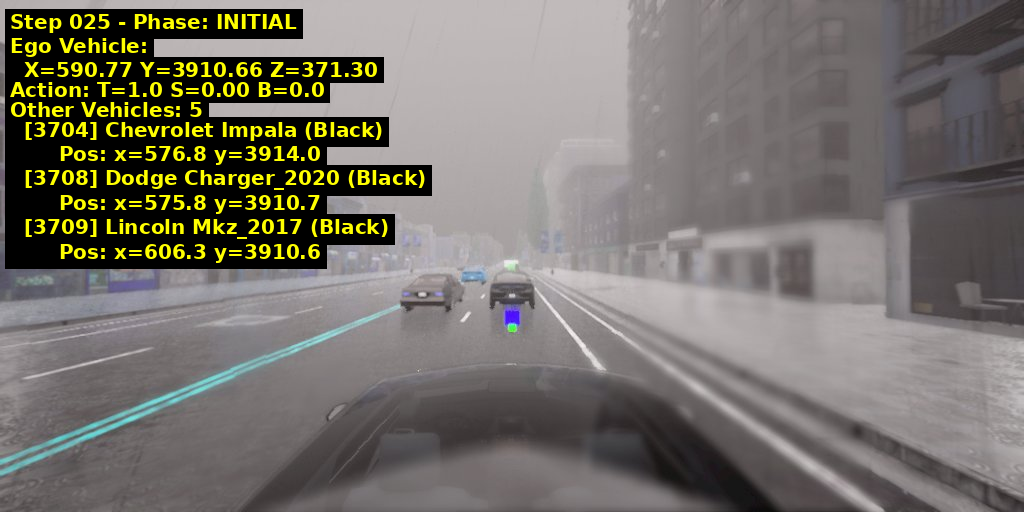 Step 025 - Phase: INITIAL
Ego Vehicle:
X=590.77 Y=3910.66 Z=371.30
Action: T=1.0 S=0.00 B=0.0
Other Vehicles: 5
[3704] Chevrolet Impala (Black)
Pos: x=576.8 y=3914.0
[3708] Dodge Charger_2020 (Black)
Pos: x=575.8 y=3910.7
[3709] Lincoln Mkz_2017 (Black)
Pos: x=606.3 y=3910.6